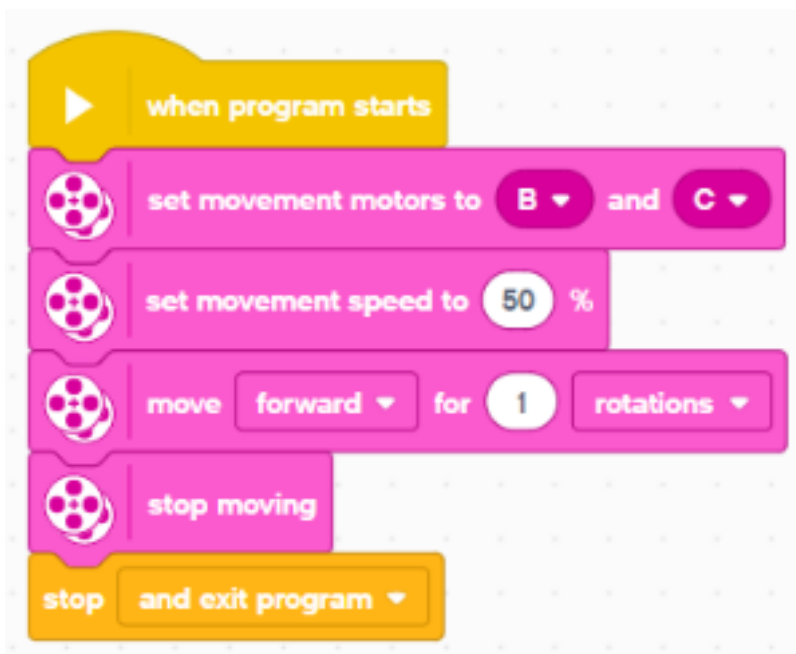 when program starts
set movement motors to B and C
set movement speed to 50 %
move forward for 1 rotations
stop moving
stop and exit program